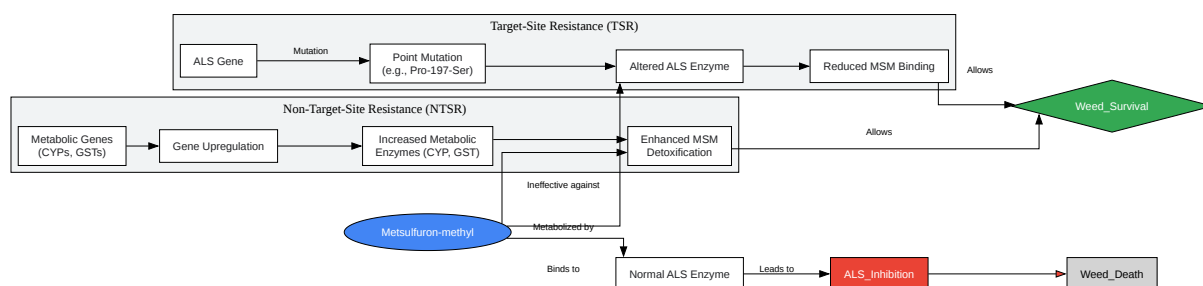 Target-Site Resistance (TSR)
ALS Gene
Mutation
Point Mutation
(e.g., Pro-197-Ser)
Altered ALS Enzyme
Reduced MSM Binding
Allows
Weed_Survival
Non-Target-Site Resistance (NTSR)
Metabolic Genes
(CYPs, GSTs)
Gene Upregulation
Increased Metabolic
Enzymes (CYP, GST)
Enhanced MSM
Detoxification
Allows
Ineffective against
Metsulfuron-methyl
Metabolized by
Binds to
Normal ALS Enzyme
Leads to
ALS_Inhibition
Weed_Death